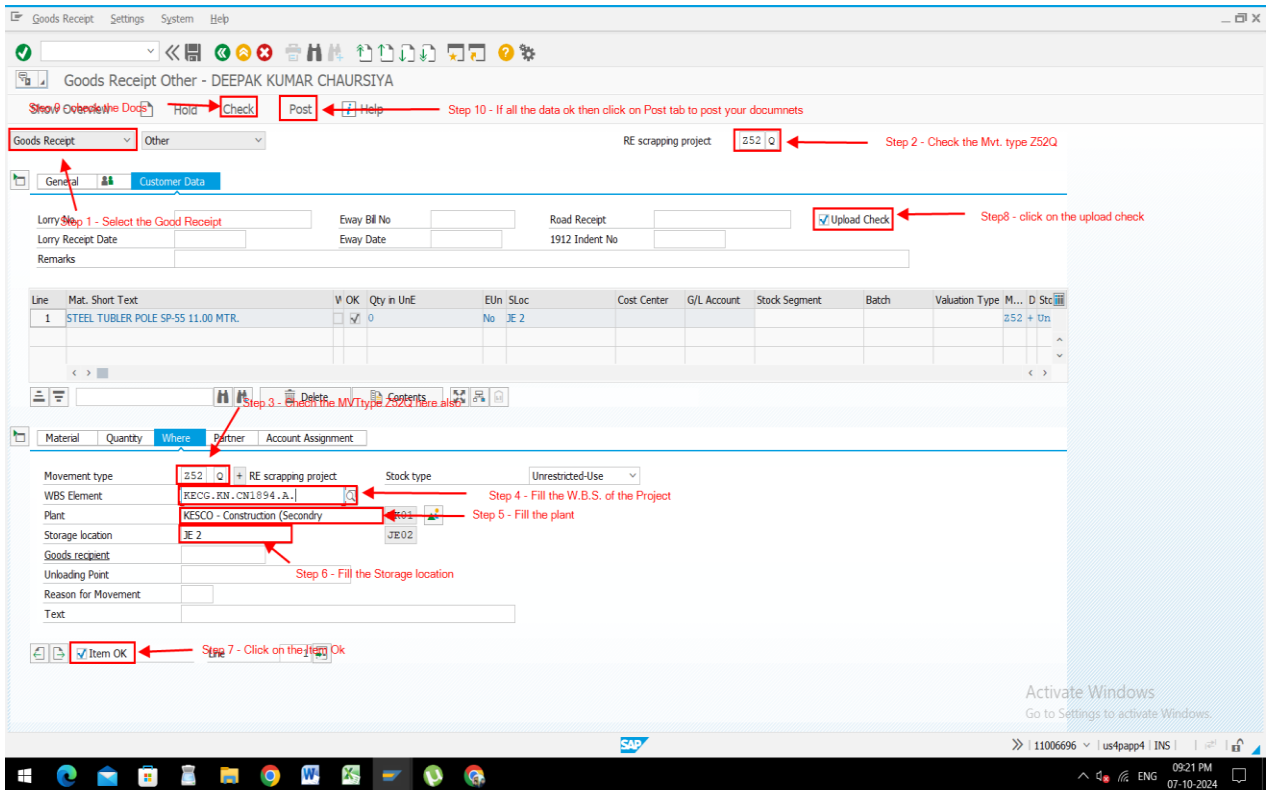 Goods Receipt Settings System Help
Goods Receipt Other - DEEPAK KUMAR CHAURSIYA
Show Overview Hold Check Post Help
Step 9 - check the Docs
Step 10 - If all the data ok then click on Post tab to post your documnets
Goods Receipt Other RE scrapping project Z52 Q
Step 2 - Check the Mvt. type Z52Q
General Customer Data
Lorry No. Eway Bill No Road Receipt Upload Check
Step 1 - Select the Good Receipt
Step8 - click on the upload check
Lorry Receipt Date Eway Date 1912 Indent No
Remarks
Line Mat. Short Text V OK Qty in UnE EUn SLoc Cost Center G/L Account Stock Segment Batch Valuation Type M... D Stc
1 STEEL TUBLER POLE SP-55 11.00 MTR. 0 No JE 2 Z52 + Un
Delete Contents
Step 3 - Chech the MVTtype Z52Q here also
Material Quantity Where Partner Account Assignment
Movement type Z52 Q + RE scrapping project Stock type Unrestricted-Use
WBS Element KECG.KN.CN1894.A.
Step 4 - Fill the W.B.S. of the Project
Plant KESCO - Construction (Secondry
Step 5 - Fill the plant
Storage location JE 2 JE02
Goods recipient
Unloading Point
Step 6 - Fill the Storage location
Reason for Movement
Text
Item OK Line 1
Step 7 - Click on the Item Ok
Activate Windows
Go to Settings to activate Windows.
SAP
11006696 us4papp4 INS
ENG
09:21 PM
07-10-2024